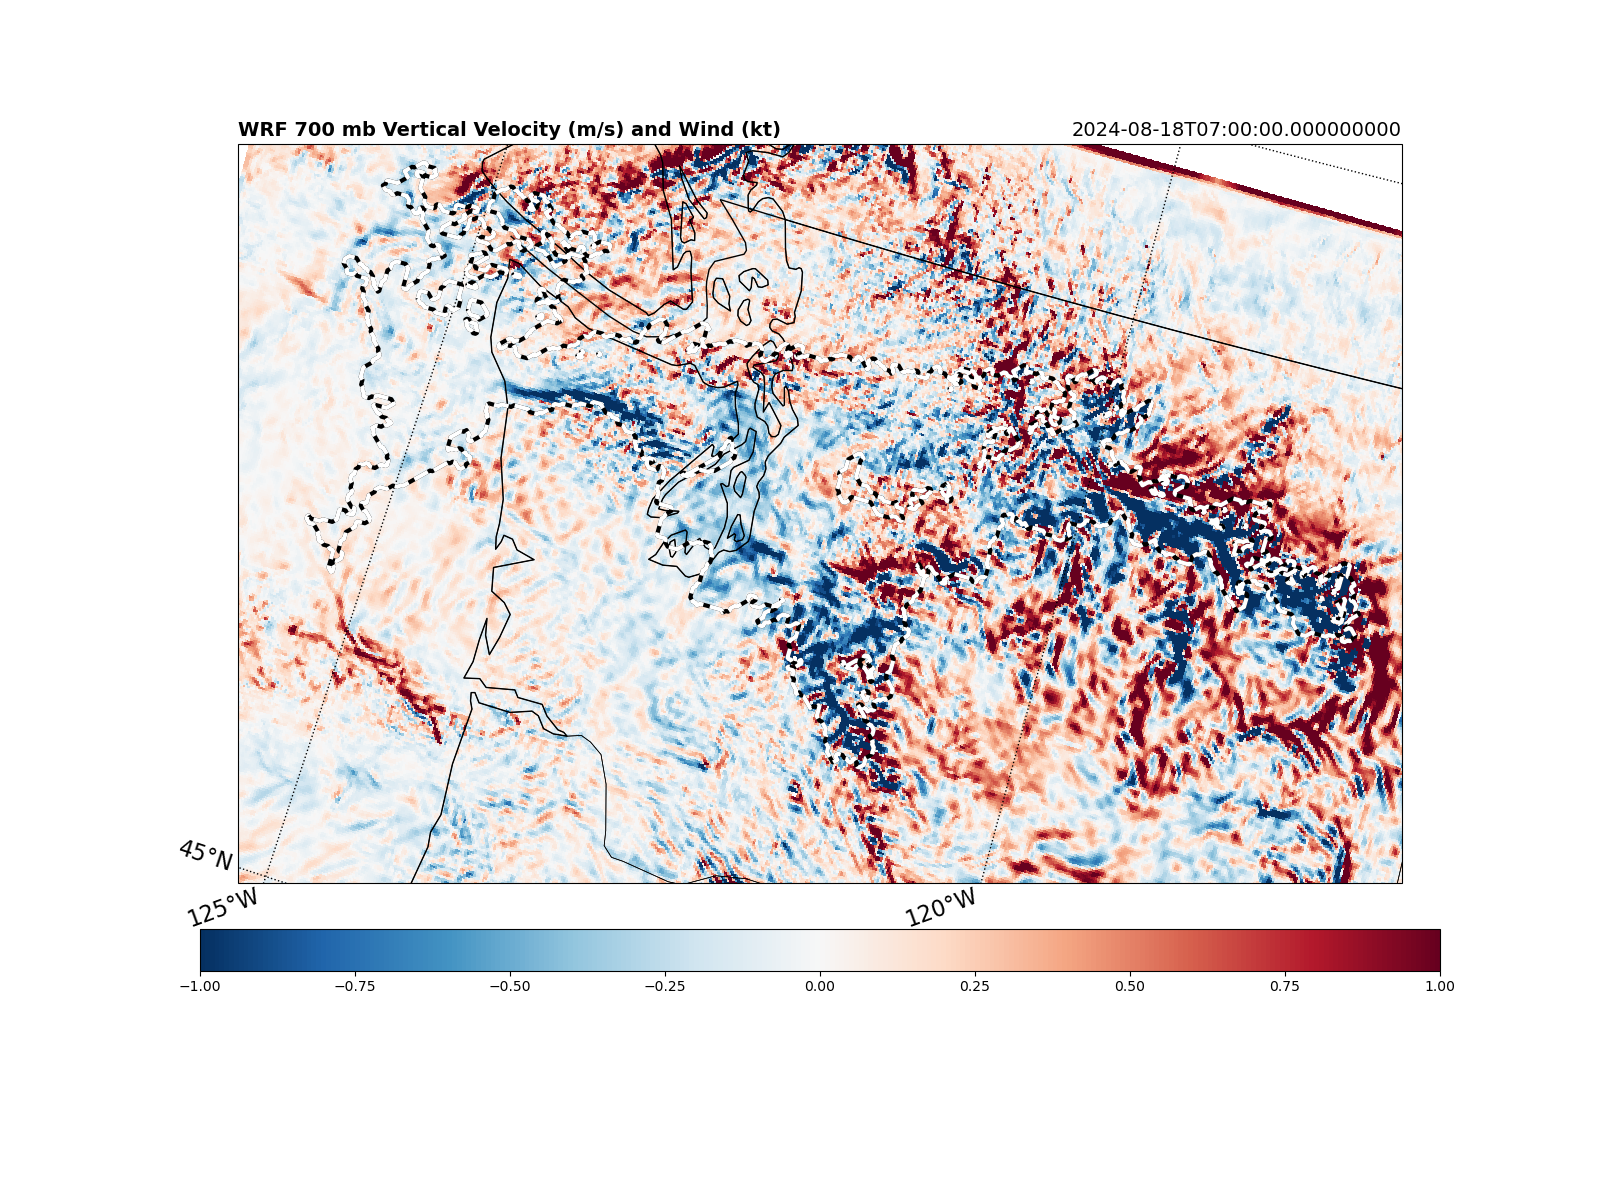 WRF 700 mb Vertical Velocity (m/s) and Wind (kt)
2024-08-18T07:00:00.000000000
45°N
125°W
120°W
−1.00
−0.75
−0.50
−0.25
0.00
0.25
0.50
0.75
1.00